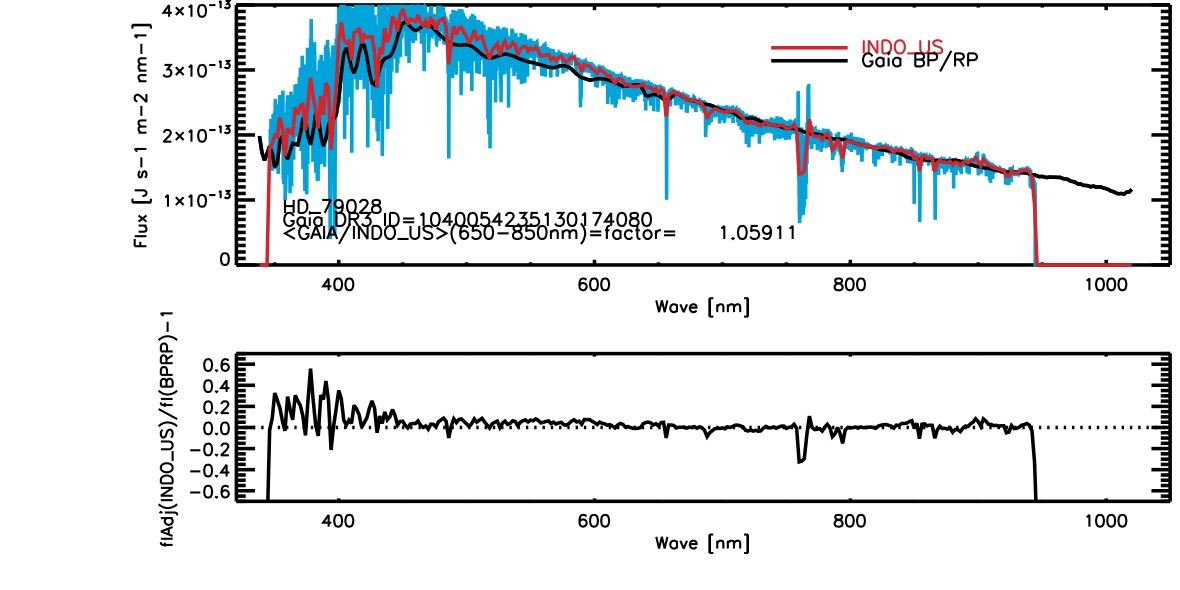 4×10−13
3×10−13
2×10−13
1×10−13
0
Flux [J s−1 m−2 nm−1]
INDO_US
Gaia BP/RP
HD_79028
Gaia DR3 ID=1040054235130174080
<GAIA/INDO_US>(650−850nm)=factor= 1.05911
400 600 800 1000
Wave [nm]
flAdj(INDO_US)/fl(BPRP)−1
0.6
0.4
0.2
0.0
−0.2
−0.4
−0.6
400 600 800 1000
Wave [nm]